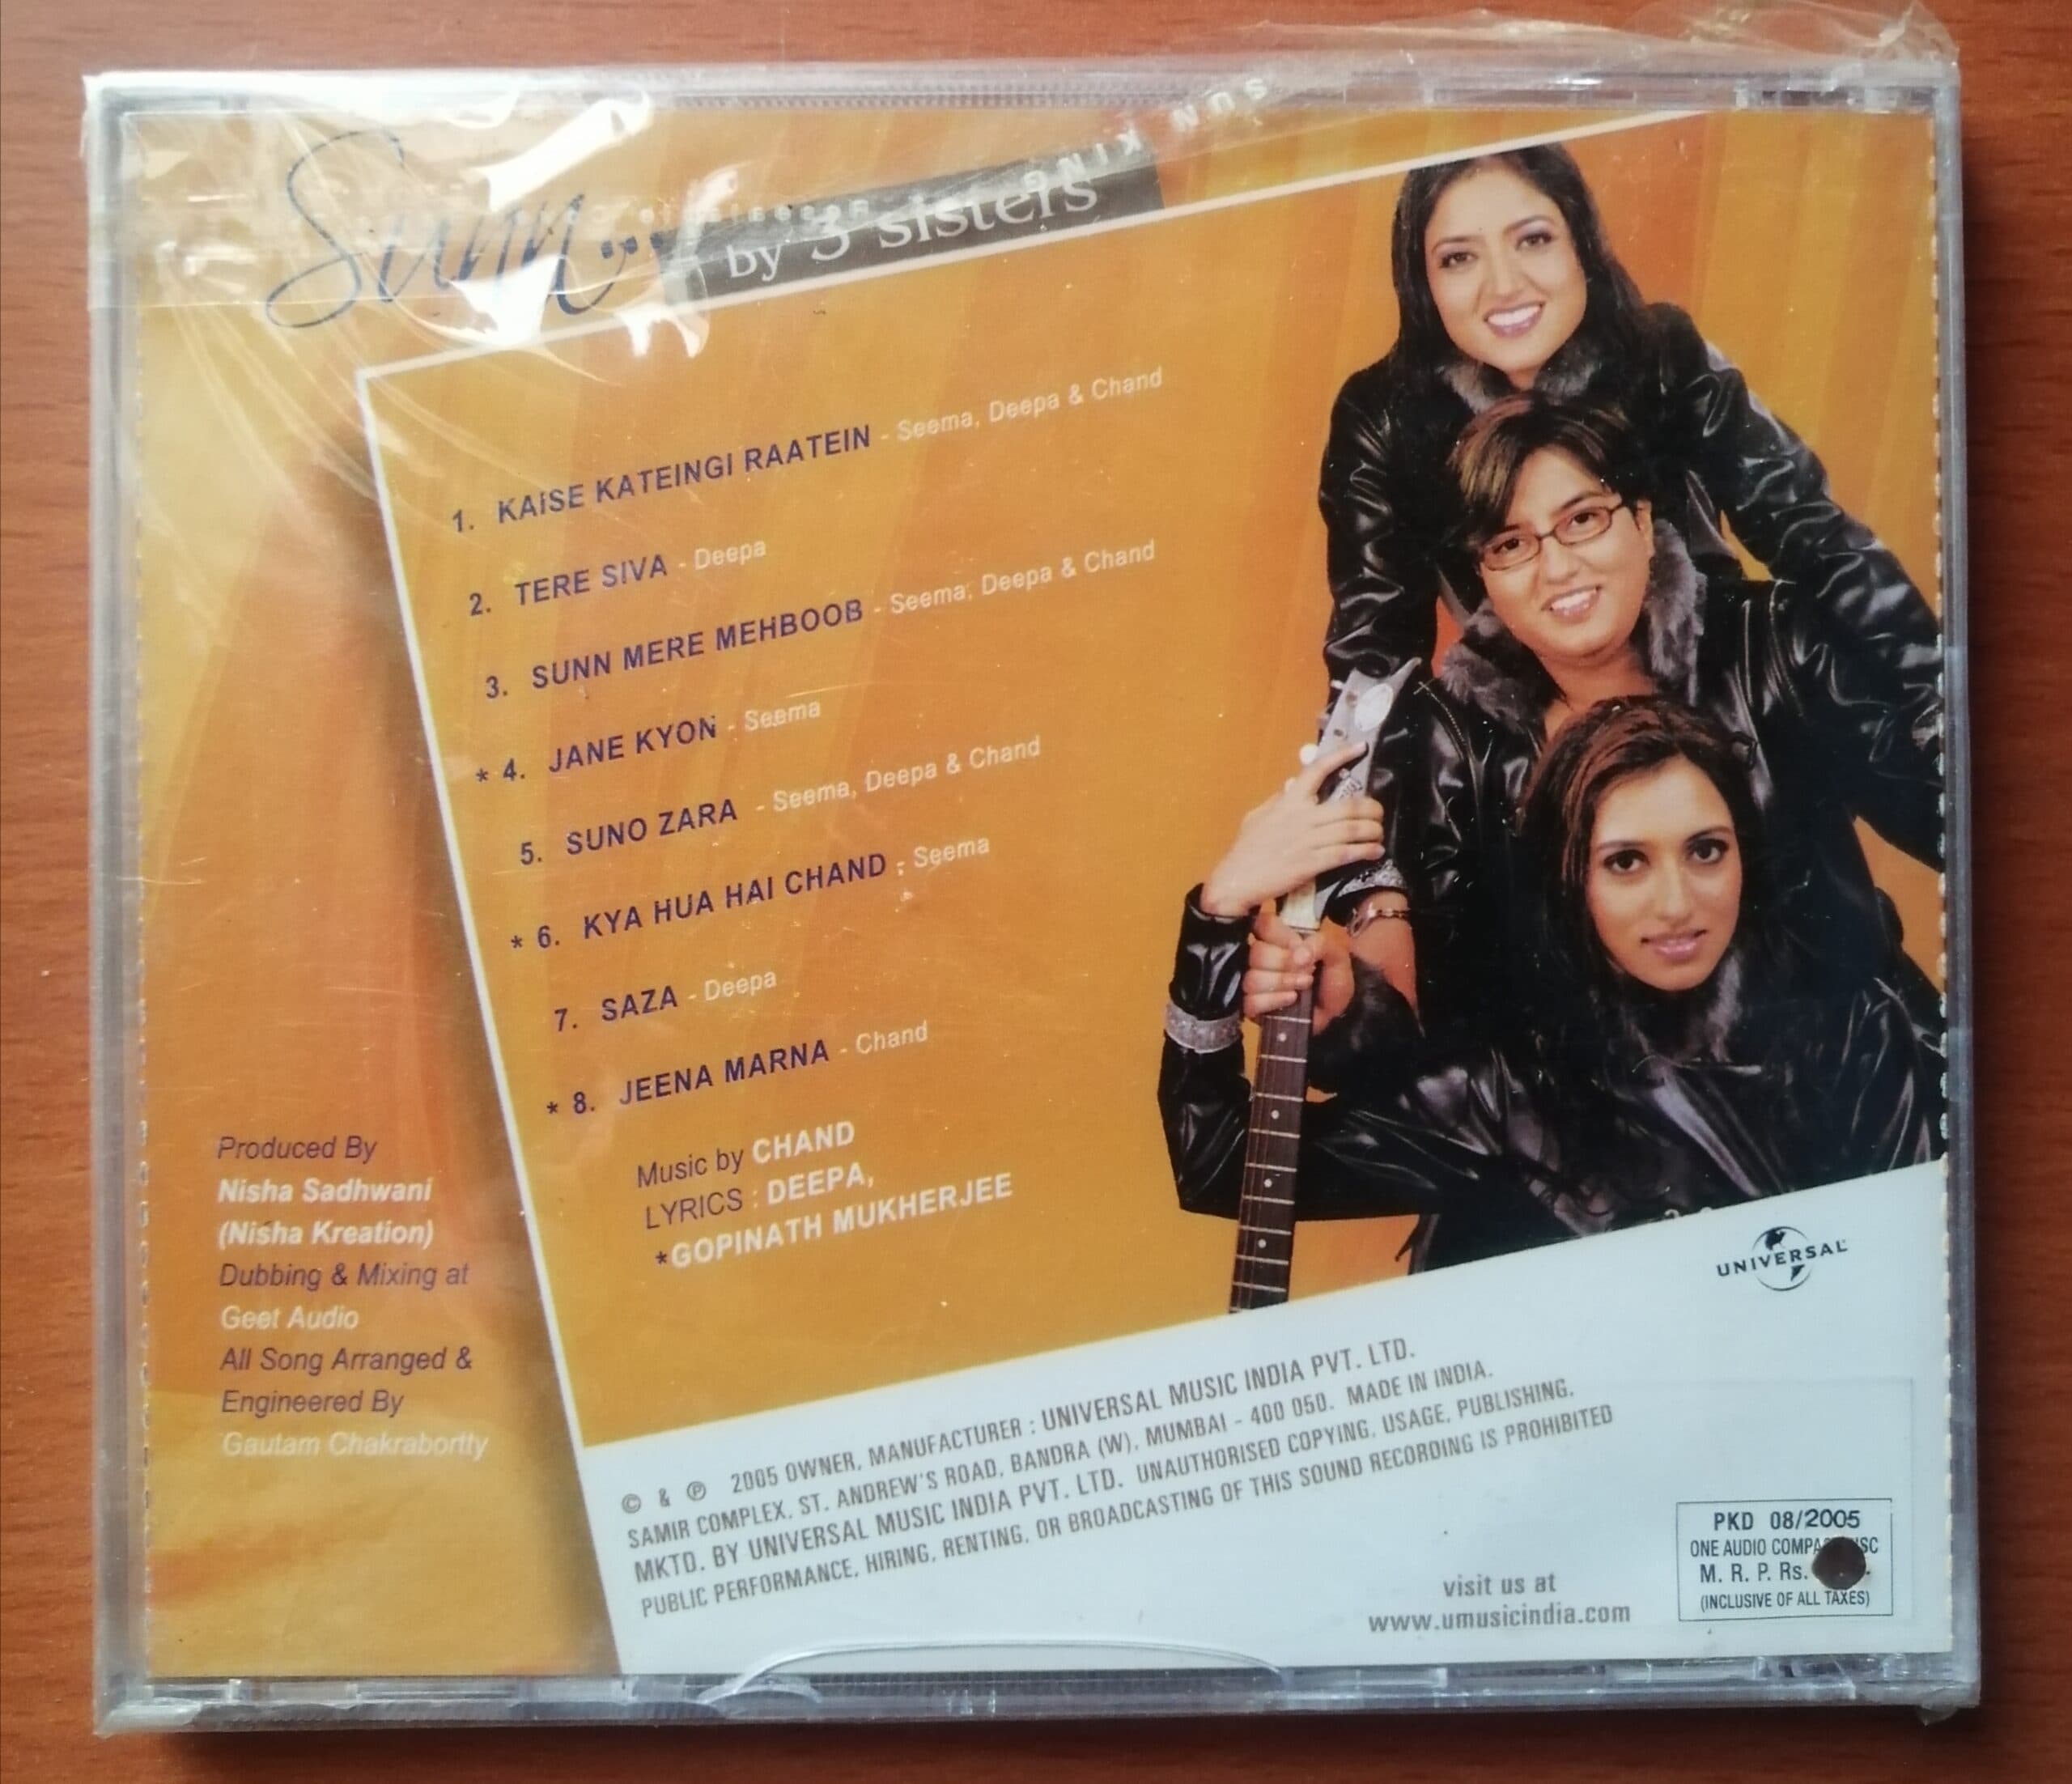 Sunn...
by 3 sisters
SUN KING
1. KAISE KATEINGI RAATEIN - Seema, Deepa & Chand
2. TERE SIVA - Deepa
3. SUNN MERE MEHBOOB - Seema, Deepa & Chand
* 4. JANE KYON - Seema
5. SUNO ZARA - Seema, Deepa & Chand
* 6. KYA HUA HAI CHAND - Seema
7. SAZA - Deepa
* 8. JEENA MARNA - Chand
Music by CHAND
LYRICS : DEEPA,
*GOPINATH MUKHERJEE
Produced By
Nisha Sadhwani
(Nisha Kreation)
Dubbing & Mixing at
Geet Audio
All Song Arranged &
Engineered By
Gautam Chakrabortty
UNIVERSAL
© & ℗ 2005 OWNER, MANUFACTURER : UNIVERSAL MUSIC INDIA PVT. LTD.
SAMIR COMPLEX, ST. ANDREW'S ROAD, BANDRA (W), MUMBAI - 400 050. MADE IN INDIA.
MKTD. BY UNIVERSAL MUSIC INDIA PVT. LTD. UNAUTHORISED COPYING, USAGE, PUBLISHING,
PUBLIC PERFORMANCE, HIRING, RENTING, OR BROADCASTING OF THIS SOUND RECORDING IS PROHIBITED
visit us at
www.umusicindia.com
PKD 08/2005
ONE AUDIO
M. R. P. Rs.
(INCLUSIVE OF ALL TAXES)